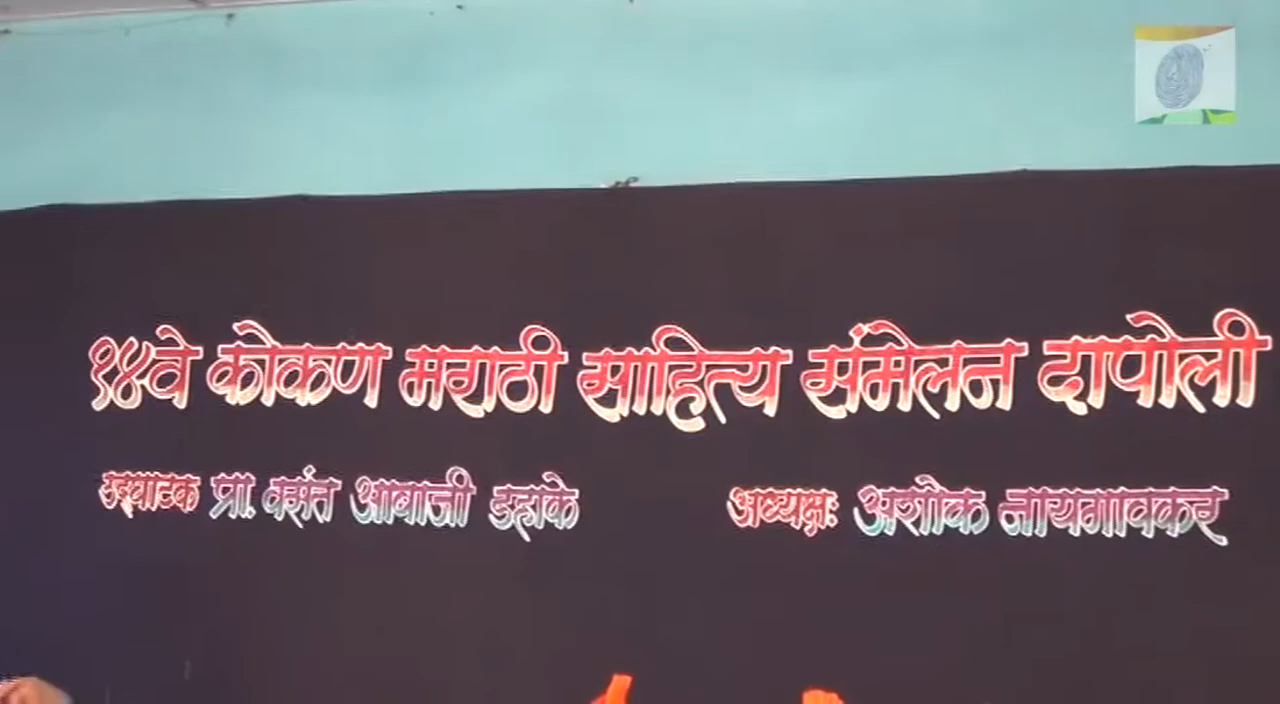 १४वे कोकण मराठी साहित्य संमेलन दापोली
उद्घाटक प्रा. वसंत आबाजी डहाके
अध्यक्षः अशोक नायगावकर